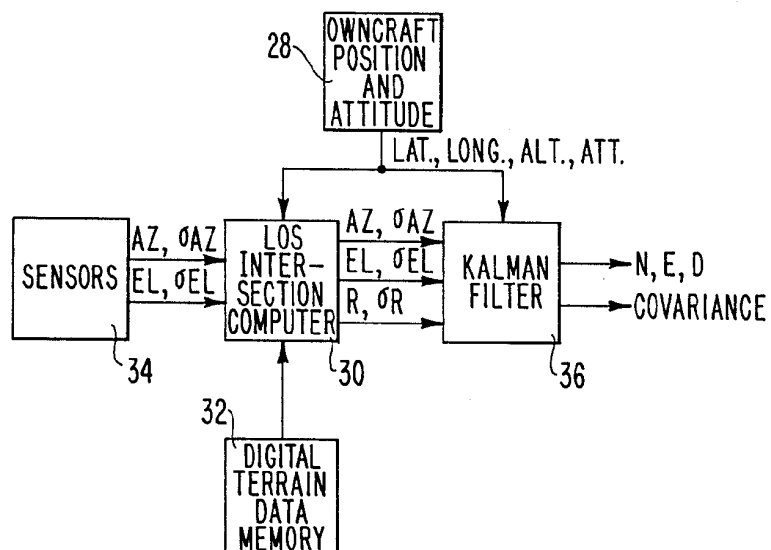 28
OWNCRAFT
POSITION
AND
ATTITUDE
LAT., LONG., ALT., ATT.
SENSORS
34
AZ, σAZ
EL, σEL
LOS
INTER-
SECTION
COMPUTER
30
AZ, σAZ
EL, σEL
R, σR
KALMAN
FILTER
36
N, E, D
COVARIANCE
32
DIGITAL
TERRAIN
DATA
MEMORY